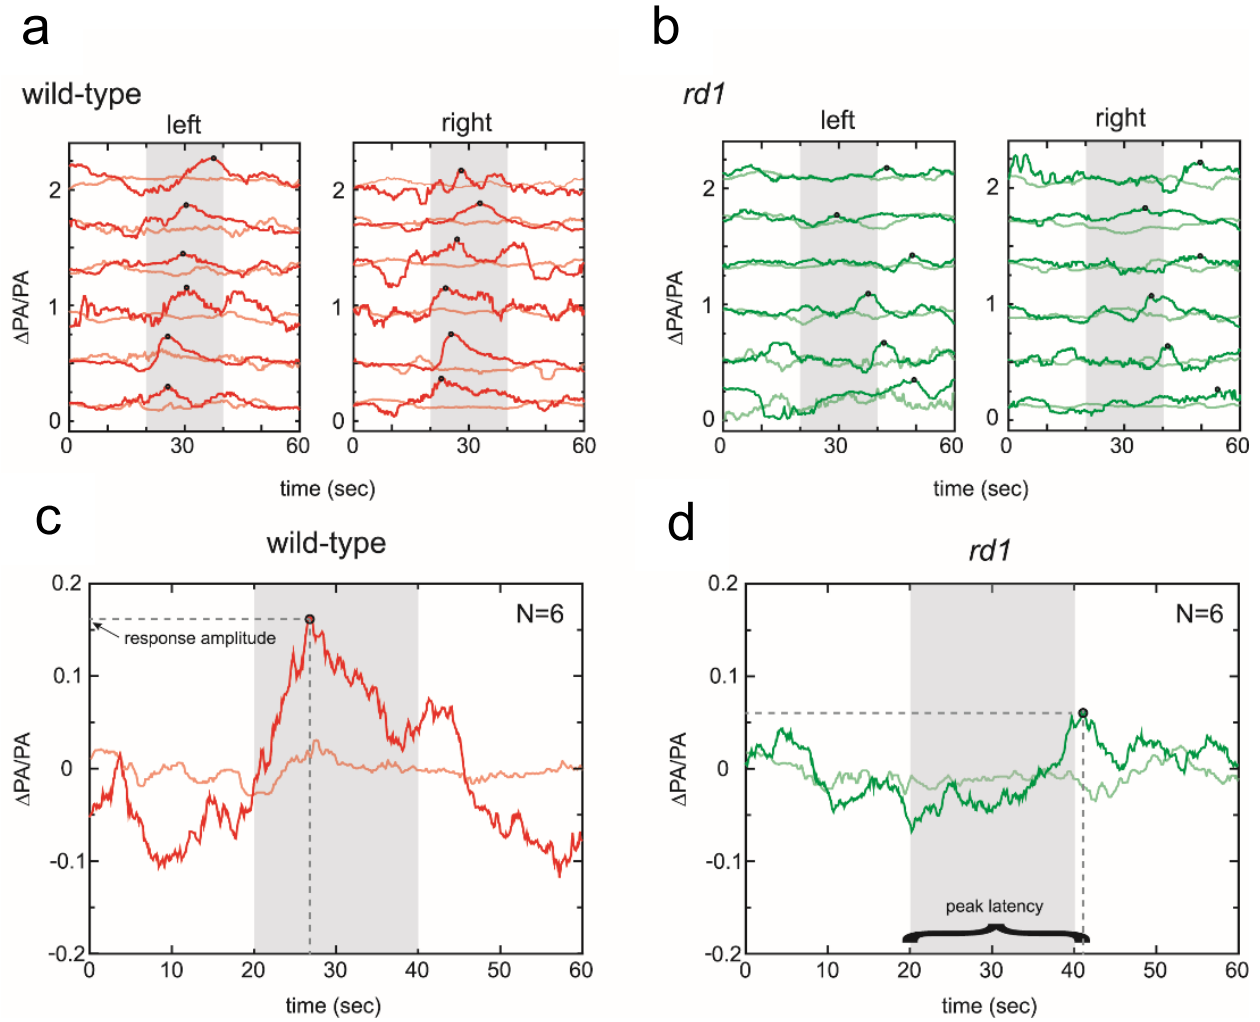 a
b
wild-type
rd1
left
right
left
right
2
1
0
ΔPA/PA
0
30
60
0
30
60
time (sec)
2
1
0
ΔPA/PA
0
30
60
2
1
0
0
30
60
time (sec)
c
wild-type
d
rd1
0.2
0.1
0
-0.1
-0.2
ΔPA/PA
N=6
response amplitude
0
10
20
30
40
50
60
time (sec)
0.2
0.1
0
-0.1
-0.2
ΔPA/PA
N=6
peak latency
0
10
20
30
40
50
60
time (sec)